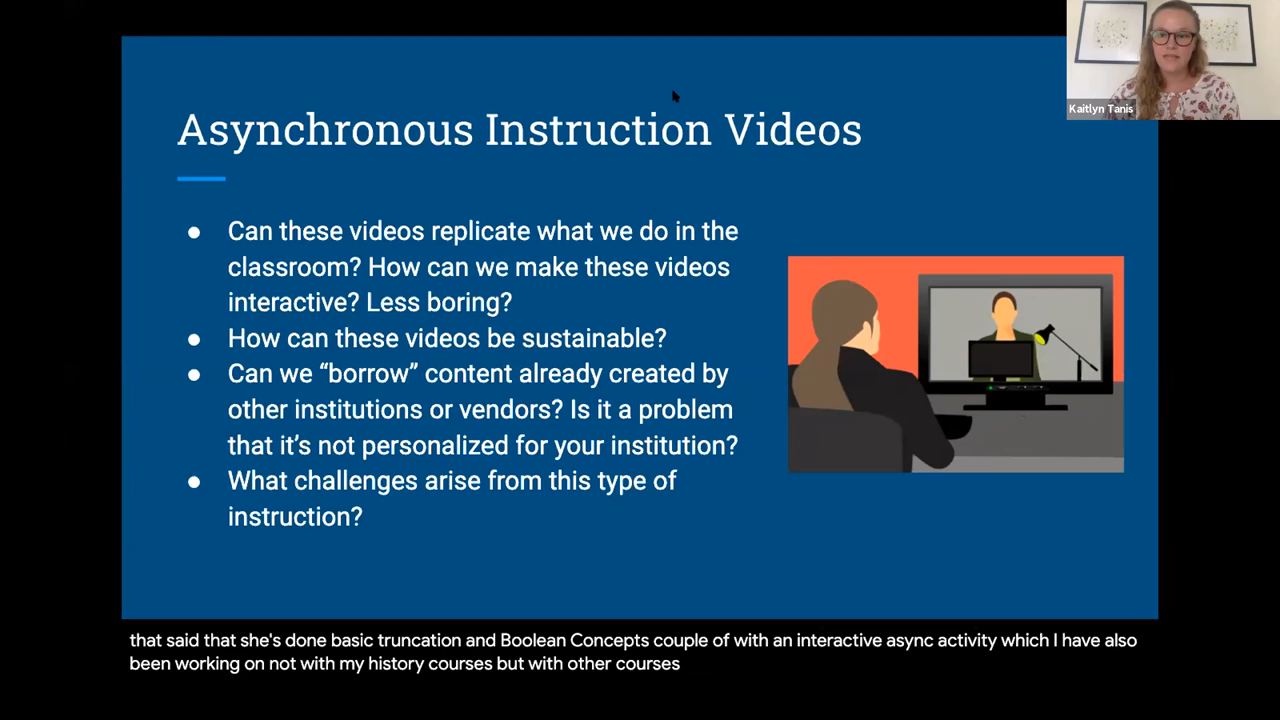 Kaitlyn Tanis
Asynchronous Instruction Videos
● Can these videos replicate what we do in the
classroom? How can we make these videos
interactive? Less boring?
● How can these videos be sustainable?
● Can we “borrow” content already created by
other institutions or vendors? Is it a problem
that it’s not personalized for your institution?
● What challenges arise from this type of
instruction?
that said that she's done basic truncation and Boolean Concepts couple of with an interactive async activity which I have also
been working on not with my history courses but with other courses